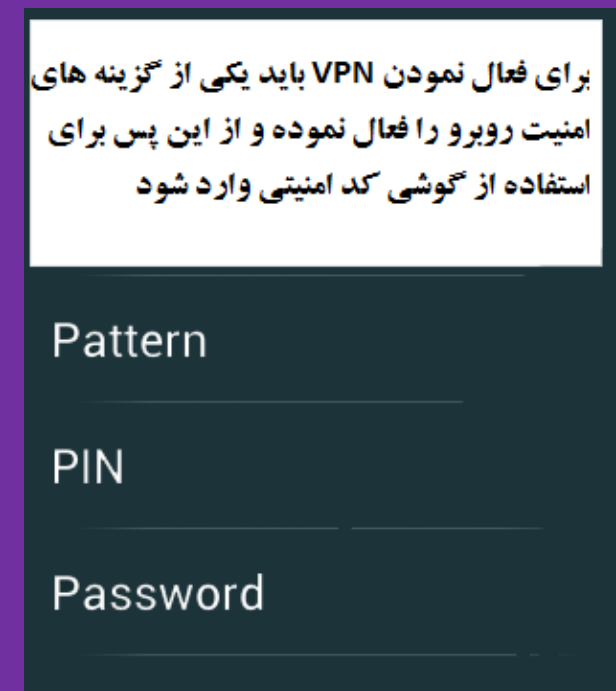 برای فعال نمودن VPN باید یکی از گزینه های
امنیت روبرو را فعال نموده و از این پس برای
استفاده از گوشی کد امنیتی وارد شود
Pattern
PIN
Password